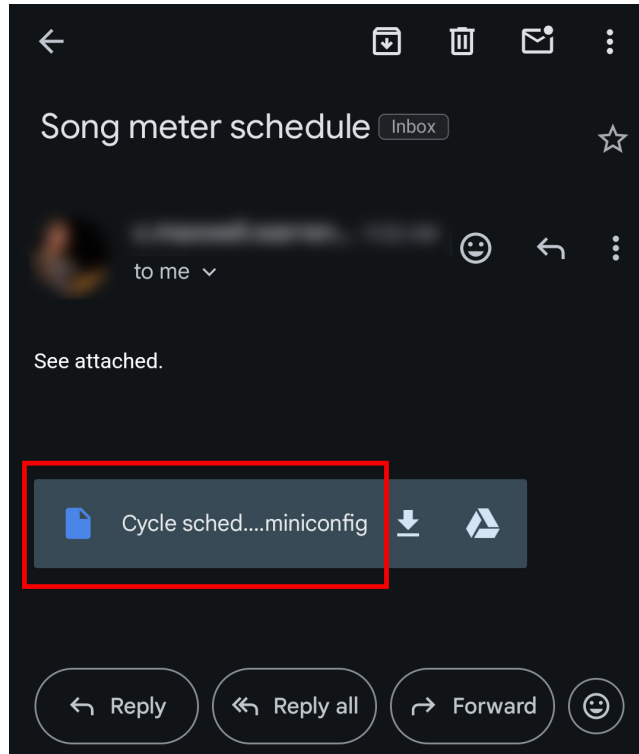 Song meter schedule Inbox
to me
See attached.
Cycle sched....miniconfig
Reply Reply all Forward